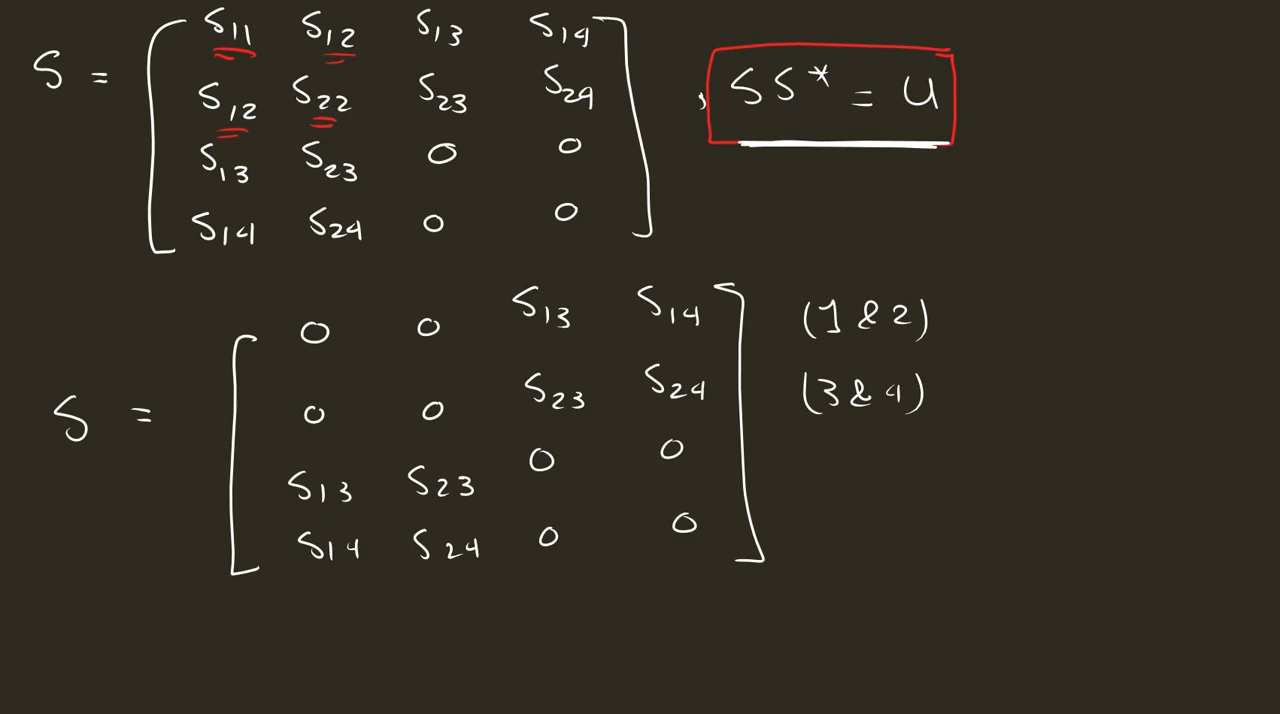 S = [ S11 S12 S13 S14
S12 S22 S23 S24
S13 S23 0 0
S14 S24 0 0 ] , SS* = U
S = [ 0 0 S13 S14
0 0 S23 S24
S13 S23 0 0
S14 S24 0 0 ]
(1 & 2)
(3 & 4)